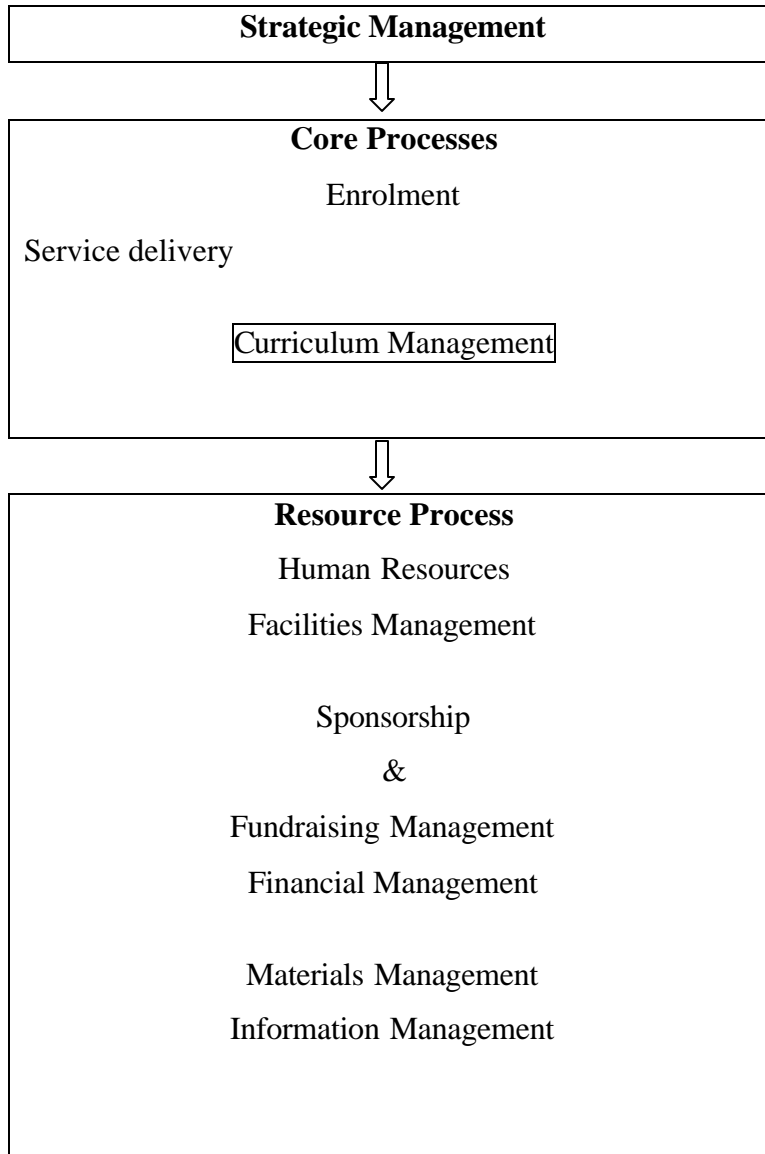 Strategic Management
Core Processes
Enrolment
Service delivery
Curriculum Management
Resource Process
Human Resources
Facilities Management
Sponsorship
&
Fundraising Management
Financial Management
Materials Management
Information Management